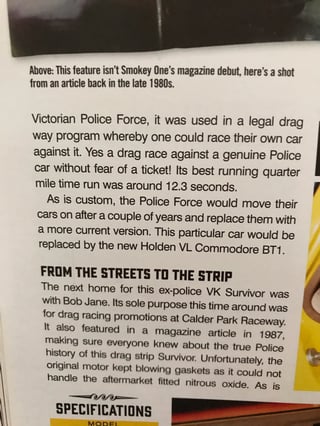 Above: This feature isn't Smokey One's magazine debut, here's a shot
from an article back in the late 1980s.
Victorian Police Force, it was used in a legal drag
way program whereby one could race their own car
against it. Yes a drag race against a genuine Police
car without fear of a ticket! Its best running quarter
mile time run was around 12.3 seconds.
As is custom, the Police Force would move their
cars on after a couple of years and replace them with
a more current version. This particular car would be
replaced by the new Holden VL Commodore BT1.
FROM THE STREETS TO THE STRIP
The next home for this ex-police VK Survivor was
with Bob Jane. Its sole purpose this time around was
for drag racing promotions at Calder Park Raceway.
It also featured in a magazine article in 1987,
making sure everyone knew about the true Police
history of this drag strip Survivor. Unfortunately, the
original motor kept blowing gaskets as it could not
handle the aftermarket fitted nitrous oxide. As is
SPECIFICATIONS
MODEL